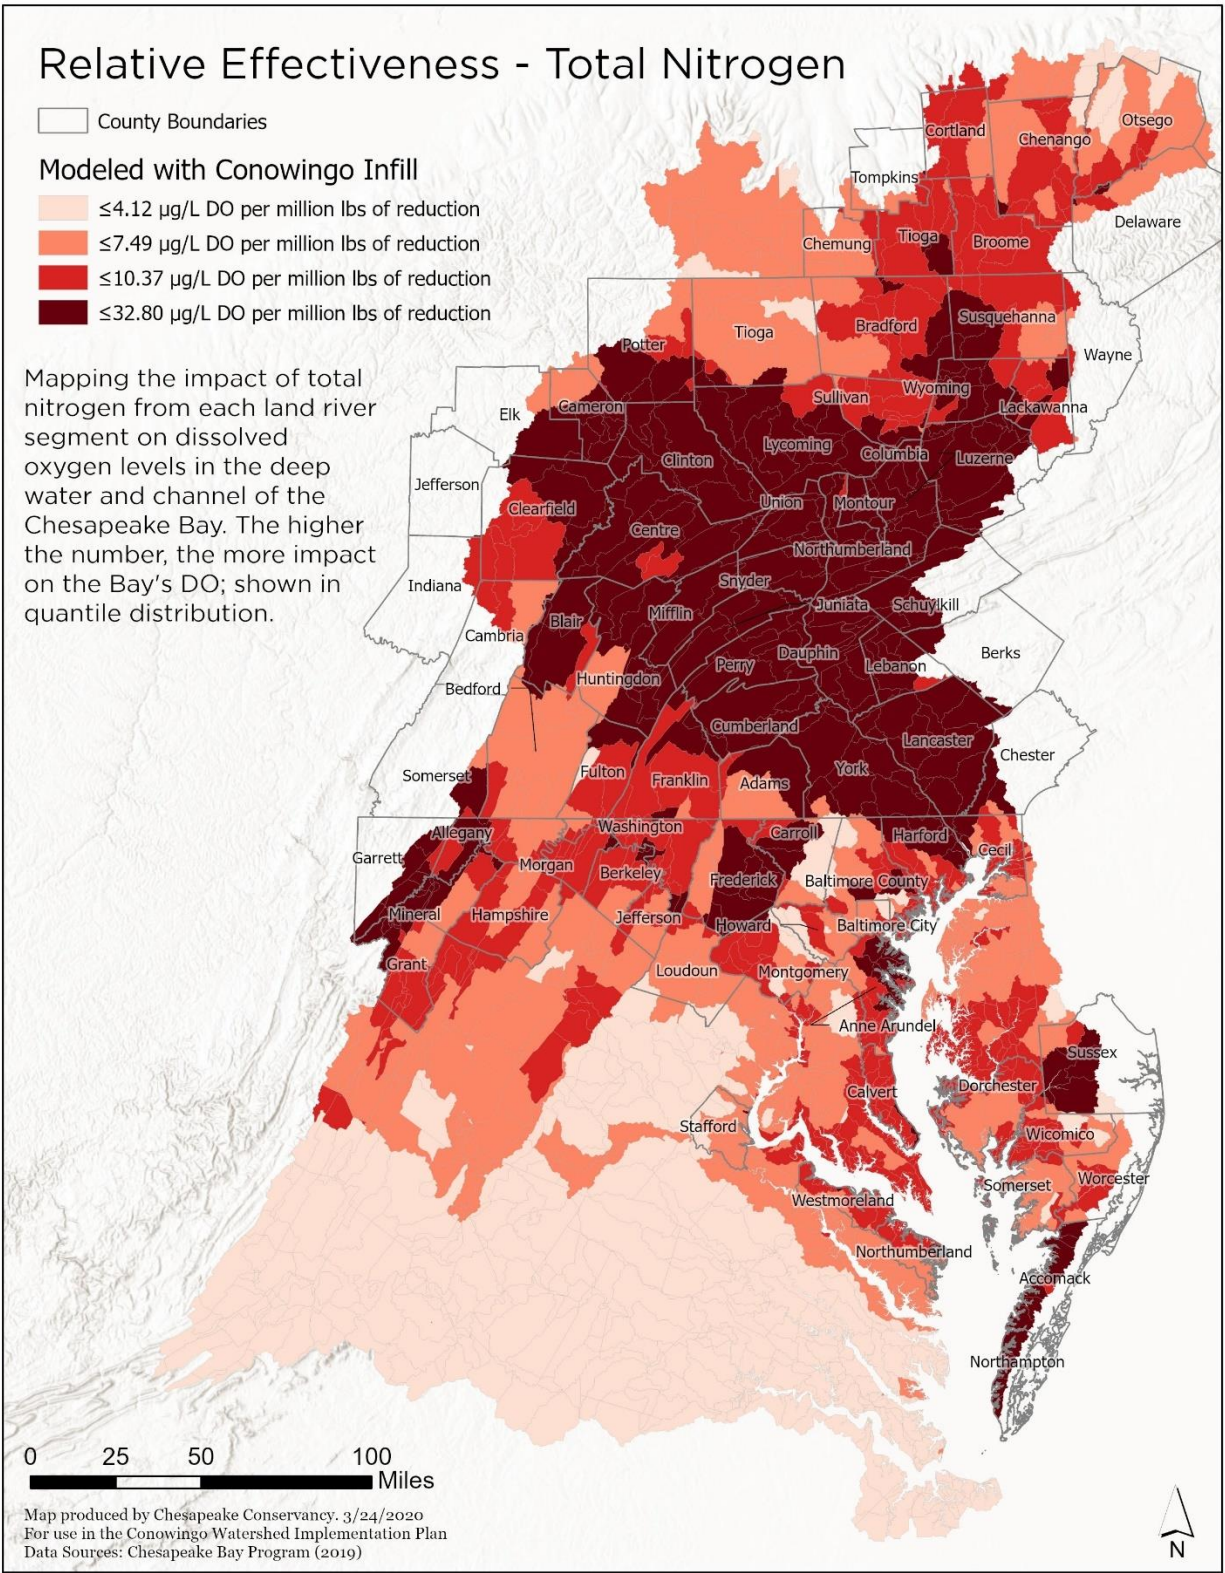 Relative Effectiveness - Total Nitrogen
County Boundaries
Modeled with Conowingo Infill
≤4.12 µg/L DO per million lbs of reduction
≤7.49 µg/L DO per million lbs of reduction
≤10.37 µg/L DO per million lbs of reduction
≤32.80 µg/L DO per million lbs of reduction
Mapping the impact of total
nitrogen from each land river
segment on dissolved
oxygen levels in the deep
water and channel of the
Chesapeake Bay. The higher
the number, the more impact
on the Bay's DO; shown in
quantile distribution.
Cortland
Chenango
Otsego
Tompkins
Delaware
Chemung
Tioga
Broome
Tioga
Bradford
Susquehanna
Potter
Wayne
Elk
Cameron
Sullivan
Wyoming
Lackawanna
Clinton
Lycoming
Columbia
Luzerne
Jefferson
Clearfield
Union
Montour
Centre
Northumberland
Indiana
Snyder
Cambria
Blair
Mifflin
Juniata
Schuylkill
Bedford
Huntingdon
Perry
Dauphin
Lebanon
Berks
Cumberland
Lancaster
Chester
Somerset
Fulton
Franklin
Adams
York
Garrett
Allegany
Washington
Carroll
Harford
Cecil
Morgan
Berkeley
Frederick
Baltimore County
Mineral
Hampshire
Jefferson
Howard
Baltimore City
Grant
Loudoun
Montgomery
Anne Arundel
Sussex
Calvert
Dorchester
Stafford
Wicomico
Somerset
Worcester
Westmoreland
Northumberland
Accomack
Northampton
0 25 50 100
Miles
Map produced by Chesapeake Conservancy. 3/24/2020
For use in the Conowingo Watershed Implementation Plan
Data Sources: Chesapeake Bay Program (2019)
N